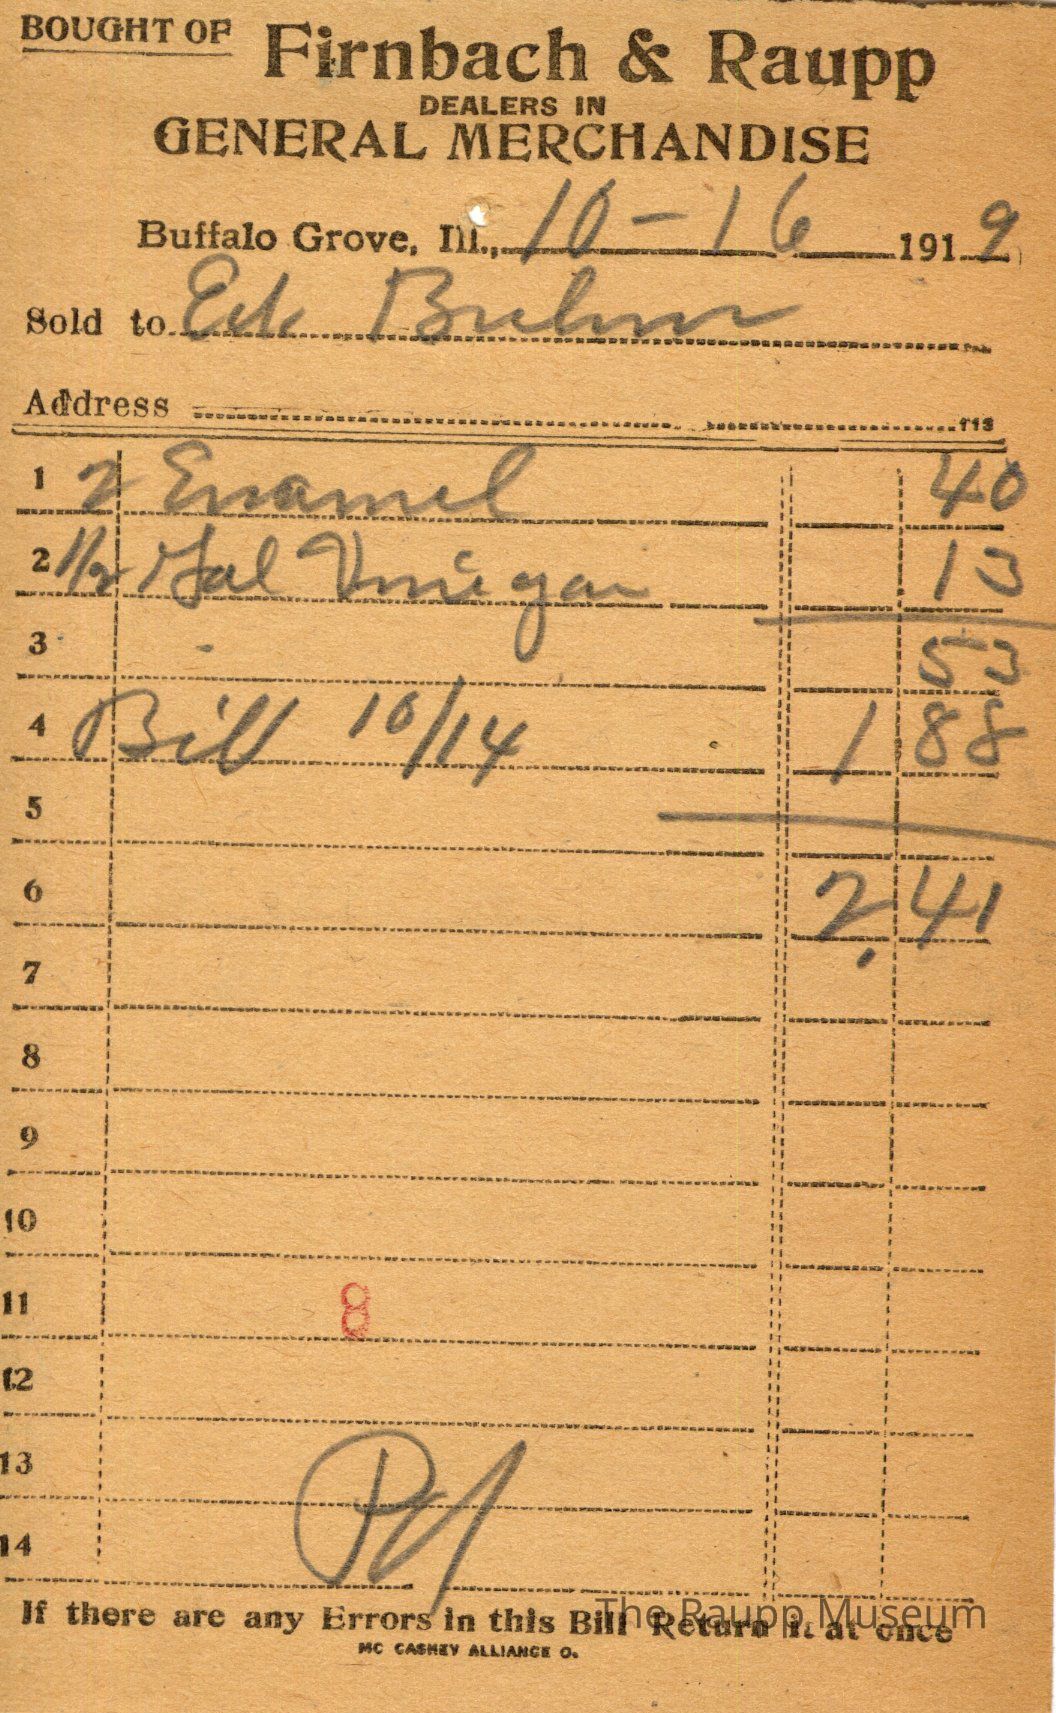 BOUGHT OF Firnbach & Raupp
DEALERS IN
GENERAL MERCHANDISE
Buffalo Grove, Ill., 10-16 1919
Sold to Ed
Address
113
1 2 Enamel 40
2 1/2 Gal Vinegar 13
3 53
4 Bill 10/14 1 88
5
6 2.41
7
8
9
10
11 8
12
13
14
Pd
If there are any Errors in this Bill Return it at once
The Raupp Museum
MC CASKEY ALLIANCE O.